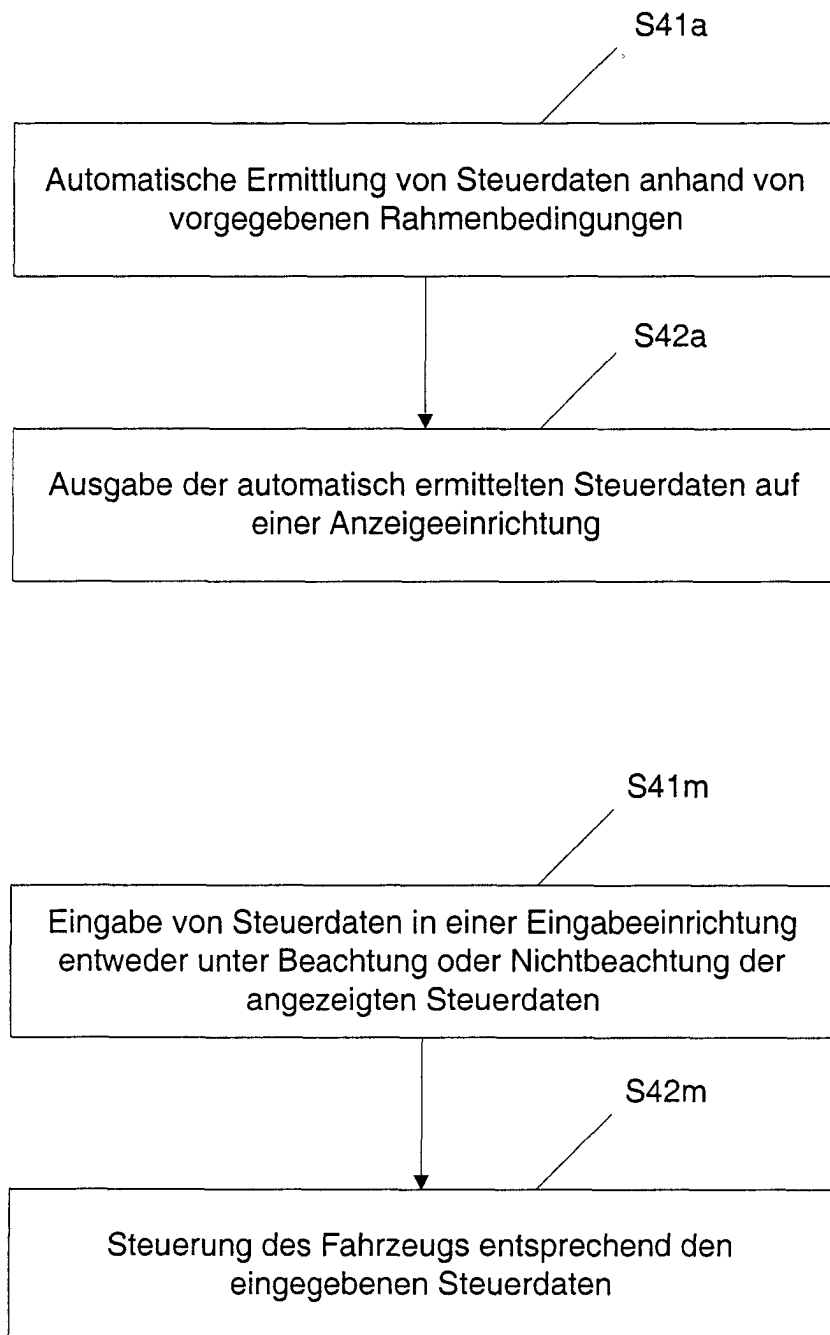 S41a
Automatische Ermittlung von Steuerdaten anhand von
vorgegebenen Rahmenbedingungen
S42a
Ausgabe der automatisch ermittelten Steuerdaten auf
einer Anzeigeeinrichtung
S41m
Eingabe von Steuerdaten in einer Eingabeeinrichtung
entweder unter Beachtung oder Nichtbeachtung der
angezeigten Steuerdaten
S42m
Steuerung des Fahrzeugs entsprechend den
eingegebenen Steuerdaten